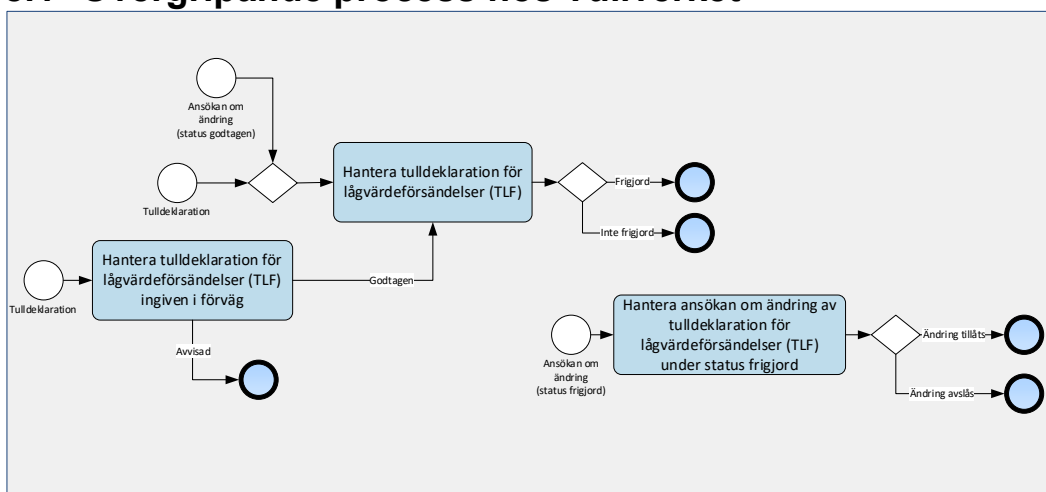 Ansökan om
ändring
(status godtagen)
Hantera tulldeklaration för
lågvärdeförsändelser (TLF)
Frigjord
Tulldeklaration
Inte frigjord
Hantera tulldeklaration för
lågvärdeförsändelser (TLF)
ingiven i förväg
Godtagen
Tulldeklaration
Avvisad
Hantera ansökan om ändring av
tulldeklaration för
lågvärdeförsändelser (TLF)
under status frigjord
Ändring tillåts
Ansökan om
ändring
(status frigjord)
Ändring avslås